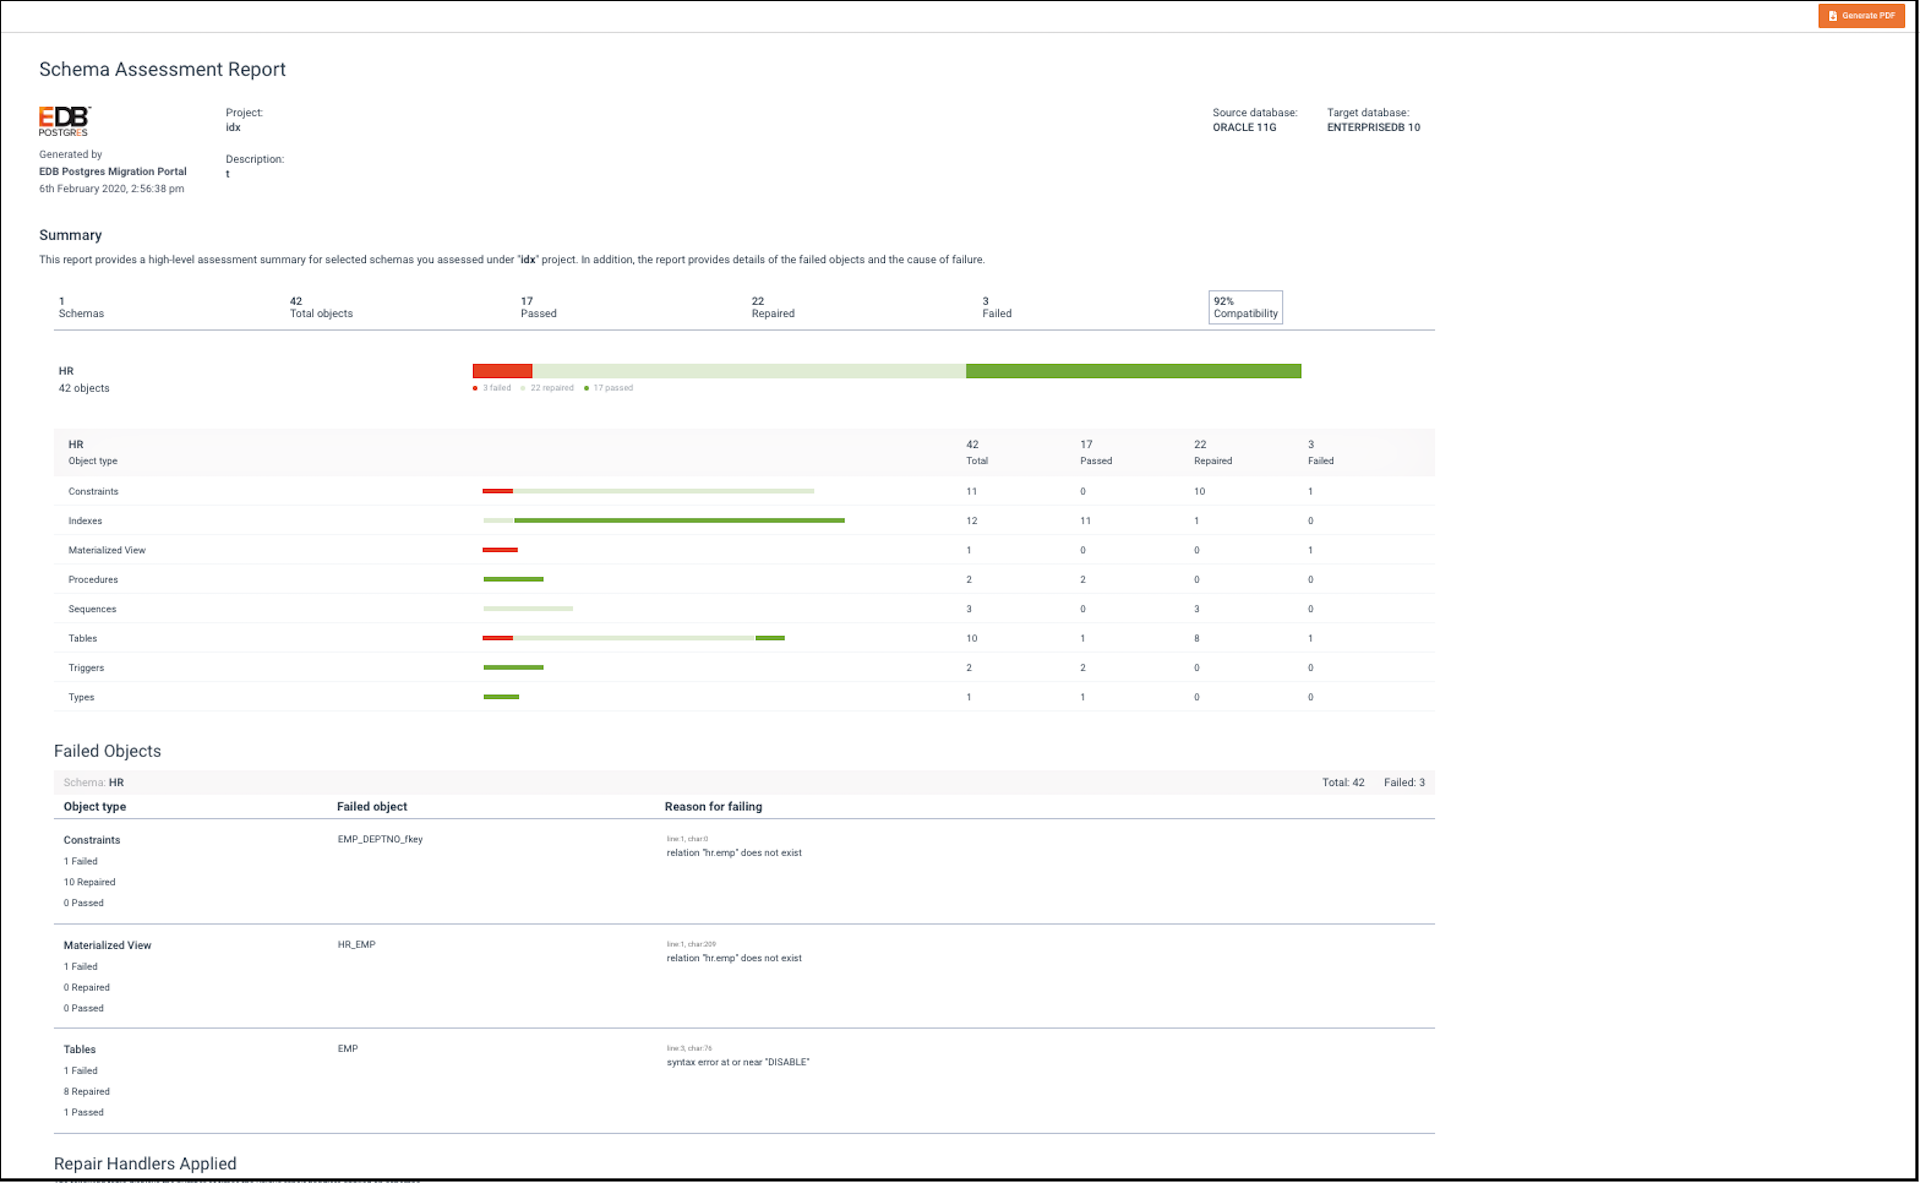 Generate PDF
Schema Assessment Report
EDB
POSTGRES
Generated by
EDB Postgres Migration Portal
6th February 2020, 2:56:38 pm
Project:
idx
Description:
t
Source database:
ORACLE 11G
Target database:
ENTERPRISEDB 10
Summary
This report provides a high-level assessment summary for selected schemas you assessed under "idx" project. In addition, the report provides details of the failed objects and the cause of failure.
1 42 17 22 3 92%
Schemas Total objects Passed Repaired Failed Compatibility
HR
42 objects
3 failed 22 repaired 17 passed
HR 42 17 22 3
Object type Total Passed Repaired Failed
Constraints 11 0 10 1
Indexes 12 11 1 0
Materialized View 1 0 0 1
Procedures 2 2 0 0
Sequences 3 0 3 0
Tables 10 1 8 1
Triggers 2 2 0 0
Types 1 1 0 0
Failed Objects
Schema: HR Total: 42 Failed: 3
Object type Failed object Reason for failing
Constraints EMP_DEPTNO_fkey line:1, char:0
relation "hr.emp" does not exist
1 Failed
10 Repaired
0 Passed
Materialized View HR_EMP line:1, char:209
relation "hr.emp" does not exist
1 Failed
0 Repaired
0 Passed
Tables EMP line:3, char:76
syntax error at or near "DISABLE"
1 Failed
8 Repaired
1 Passed
Repair Handlers Applied